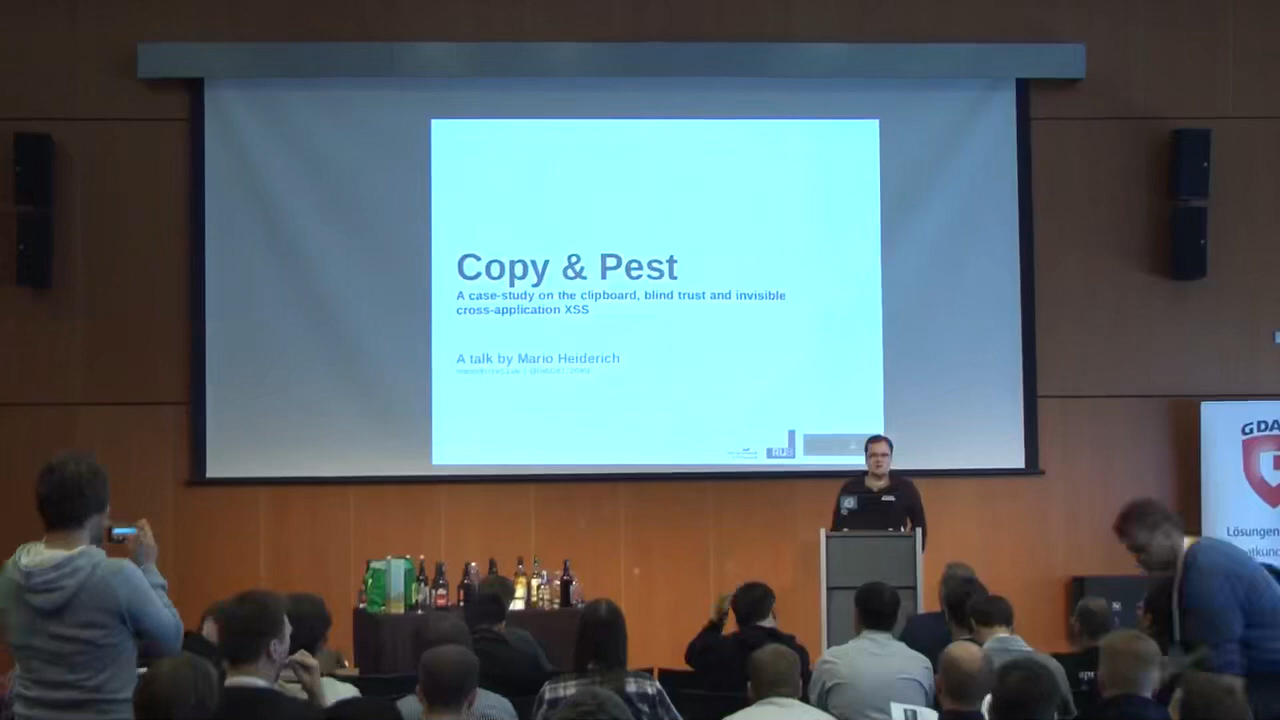 Copy & Pest
A case-study on the clipboard, blind trust and invisible
cross-application XSS
A talk by Mario Heiderich
RUB
G DA
Lösungen